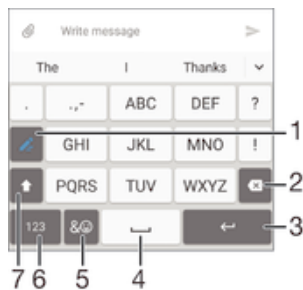 Write message
The I Thanks
. .,- ABC DEF ?
GHI JKL MNO ! 1
PQRS TUV WXYZ 2
123 & 3
7 6 5 4